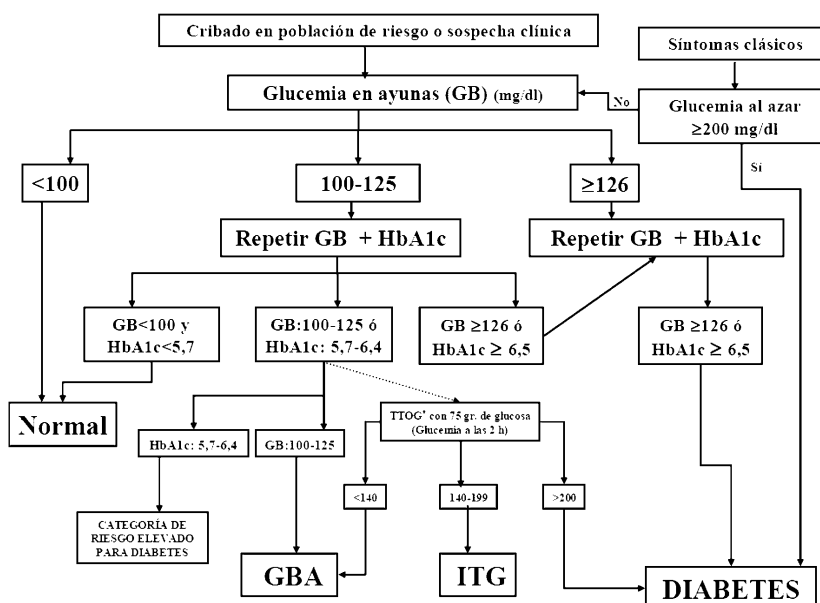 Cribado en población de riesgo o sospecha clínica
Síntomas clásicos
Glucemia en ayunas (GB) (mg/dl)
No
Glucemia al azar
≥200 mg/dl
Sí
<100
100-125
≥126
Repetir GB + HbA1c
Repetir GB + HbA1c
GB<100 y
HbA1c<5,7
GB:100-125 ó
HbA1c: 5,7-6,4
GB ≥126 ó
HbA1c ≥ 6,5
GB ≥126 ó
HbA1c ≥ 6,5
Normal
HbA1c: 5,7-6,4
GB:100-125
TTOG* con 75 gr. de glucosa
(Glucemia a las 2 h)
<140
140-199
>200
CATEGORÍA DE
RIESGO ELEVADO
PARA DIABETES
GBA
ITG
DIABETES